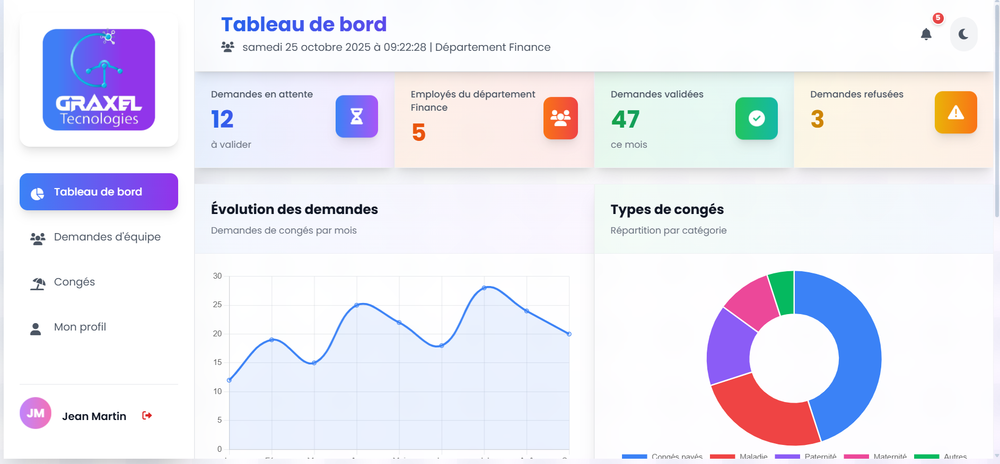 GRAXEL
Tecnologies
Tableau de bord
Demandes d'équipe
Congés
Mon profil
JM
Jean Martin
Tableau de bord
samedi 25 octobre 2025 à 09:22:28 | Département Finance
5
Demandes en attente
12
à valider
Employés du département
Finance
5
Demandes validées
47
ce mois
Demandes refusées
3
Évolution des demandes
Demandes de congés par mois
30
25
20
15
10
5
0
Types de congés
Répartition par catégorie
Congés payés
Maladie
Paternité
Maternité
Autres